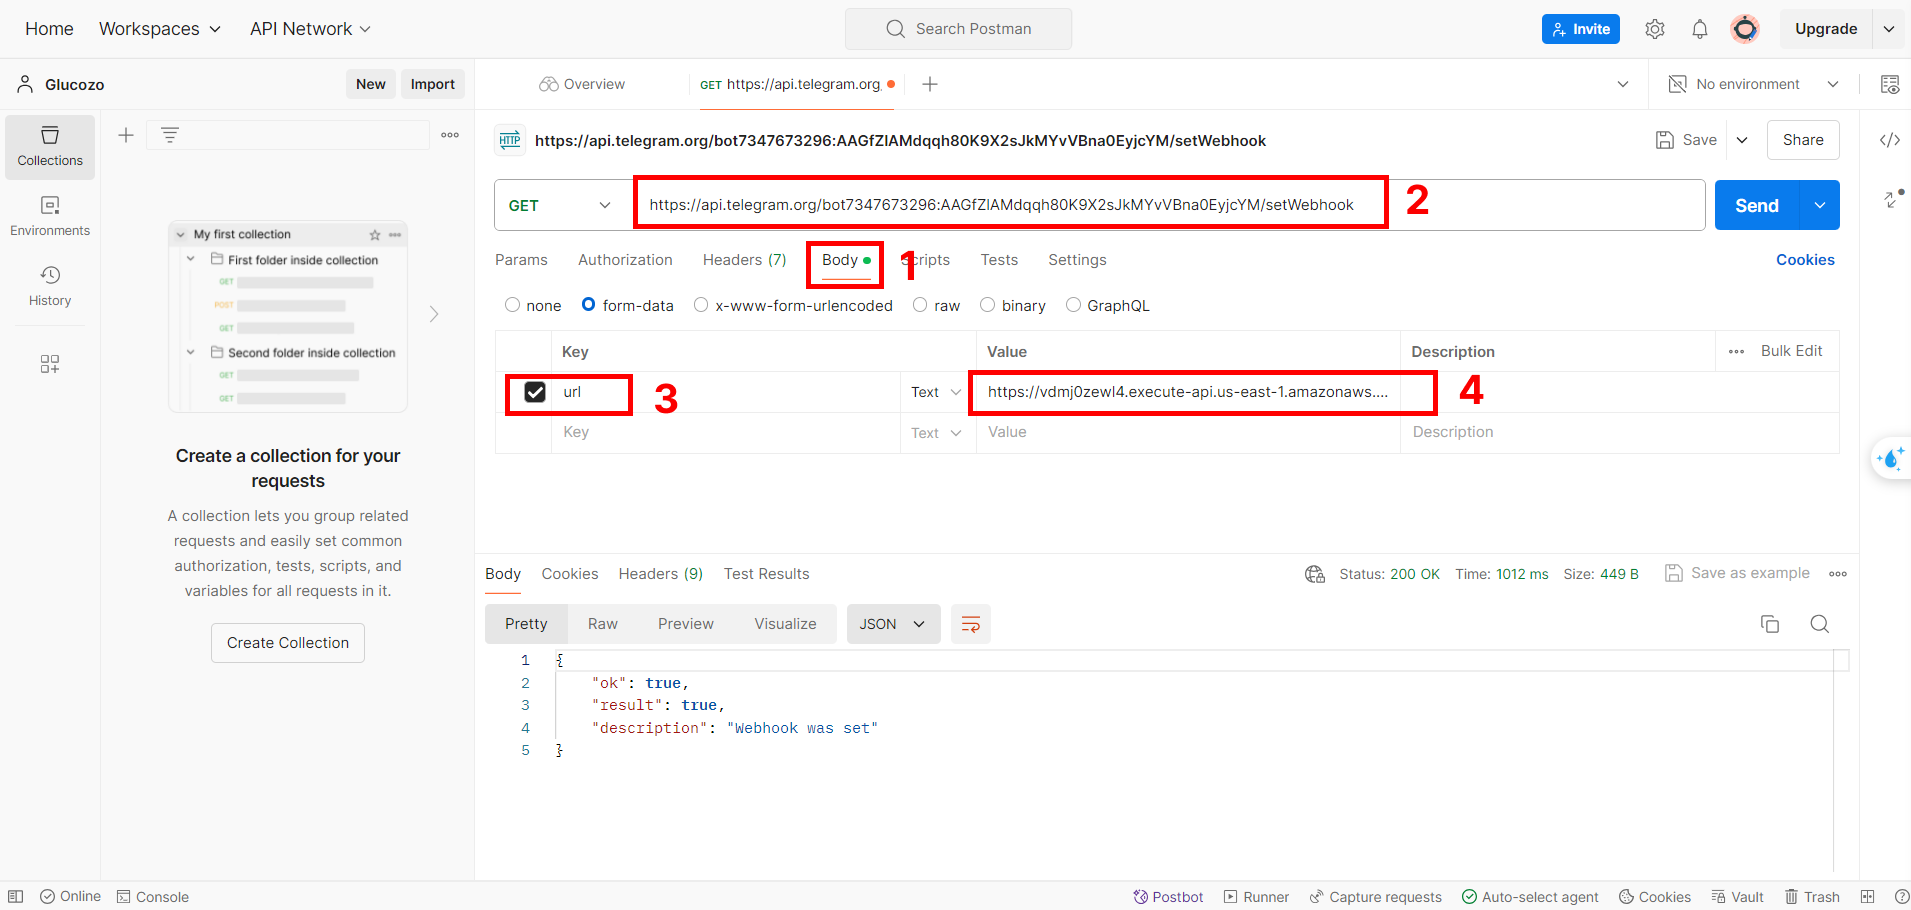 Home Workspaces API Network Search Postman Invite Upgrade
Glucozo New Import Overview GET https://api.telegram.org. No environment
Collections
Environments
History
My first collection
First folder inside collection
GET
POST
GET
Second folder inside collection
GET
GET
Create a collection for your
requests
A collection lets you group related
requests and easily set common
authorization, tests, scripts, and
variables for all requests in it.
Create Collection
HTTP https://api.telegram.org/bot7347673296:AAGfZlAMdqqh80K9X2sJkMYvVBna0EyjcYM/setWebhook Save Share
GET https://api.telegram.org/bot7347673296:AAGfZlAMdqqh80K9X2sJkMYvVBna0EyjcYM/setWebhook 2 Send
Params Authorization Headers (7) Body 1 Scripts Tests Settings Cookies
none form-data x-www-form-urlencoded raw binary GraphQL
Key Value Description Bulk Edit
url 3 Text https://vdmj0zewl4.execute-api.us-east-1.amazonaws.... 4
Key Text Value Description
Body Cookies Headers (9) Test Results Status: 200 OK Time: 1012 ms Size: 449 B Save as example
Pretty Raw Preview Visualize JSON
1 {
2 "ok": true,
3 "result": true,
4 "description": "Webhook was set"
5 }
Online Console Postbot Runner Capture requests Auto-select agent Cookies Vault Trash